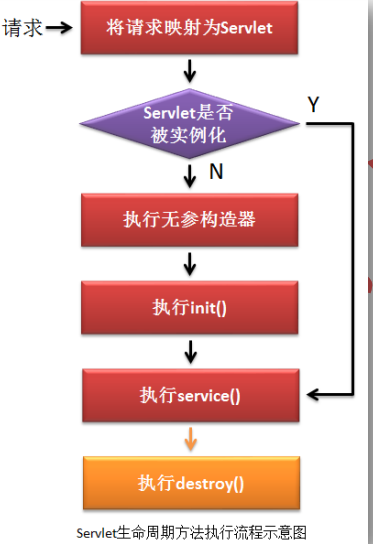 请求
将请求映射为Servlet
Servlet是否
被实例化
Y
N
执行无参构造器
执行init()
执行service()
执行destroy()
Servlet生命周期方法执行流程示意图